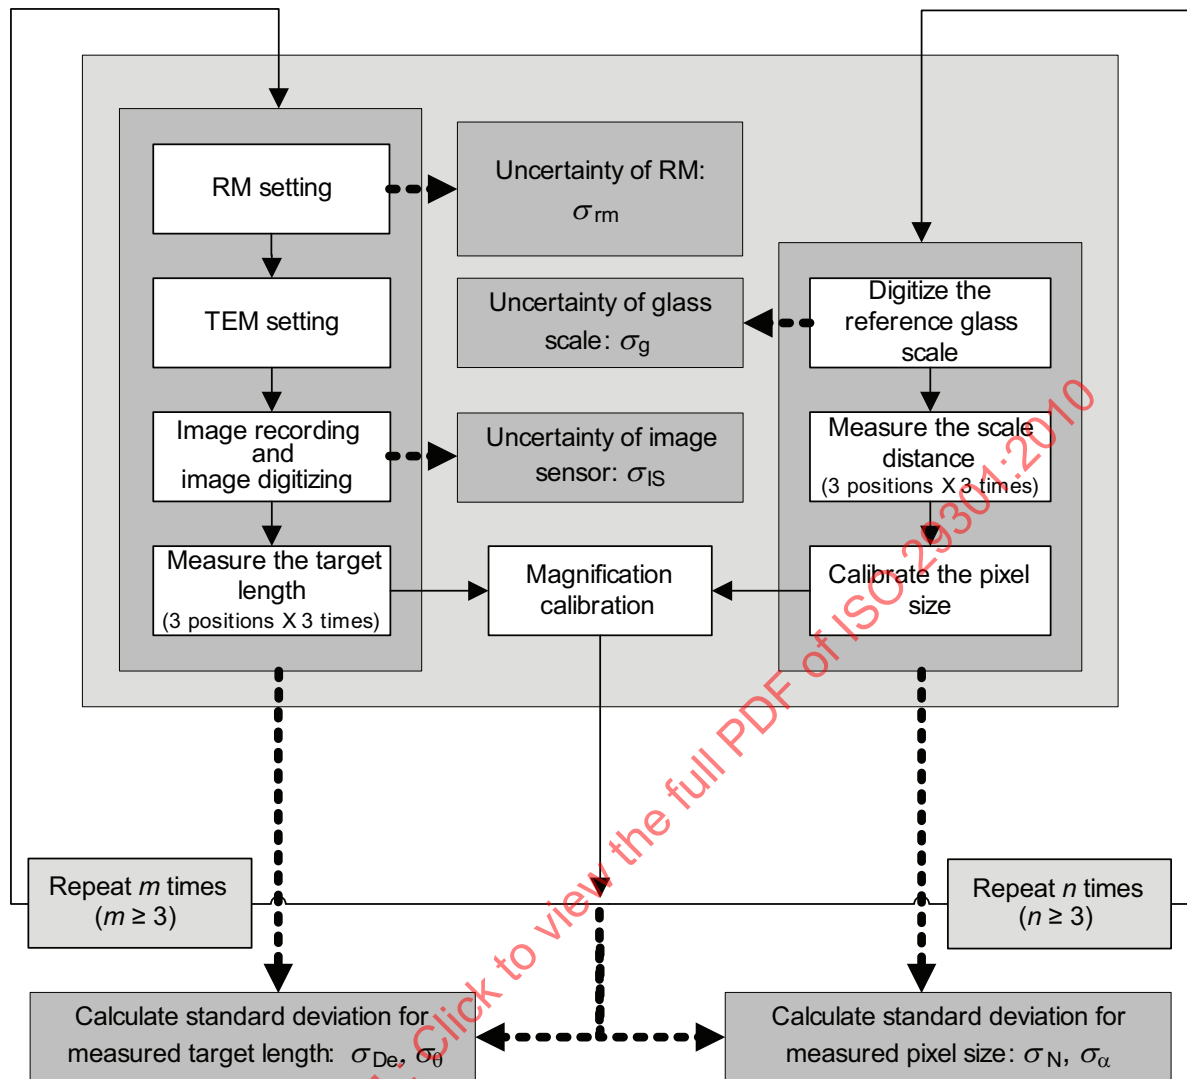 RM setting
Uncertainty of RM:
σrm
TEM setting
Uncertainty of glass
scale: σg
Digitize the
reference glass
scale
Image recording
and
image digitizing
Uncertainty of image
sensor: σIS
Measure the scale
distance
(3 positions X 3 times)
Measure the target
length
(3 positions X 3 times)
Magnification
calibration
Calibrate the pixel
size
Repeat m times
(m ≥ 3)
Repeat n times
(n ≥ 3)
Calculate standard deviation for
measured target length: σDe, σθ
Calculate standard deviation for
measured pixel size: σN, σα
Click to view the full PDF of ISO 29301:2010